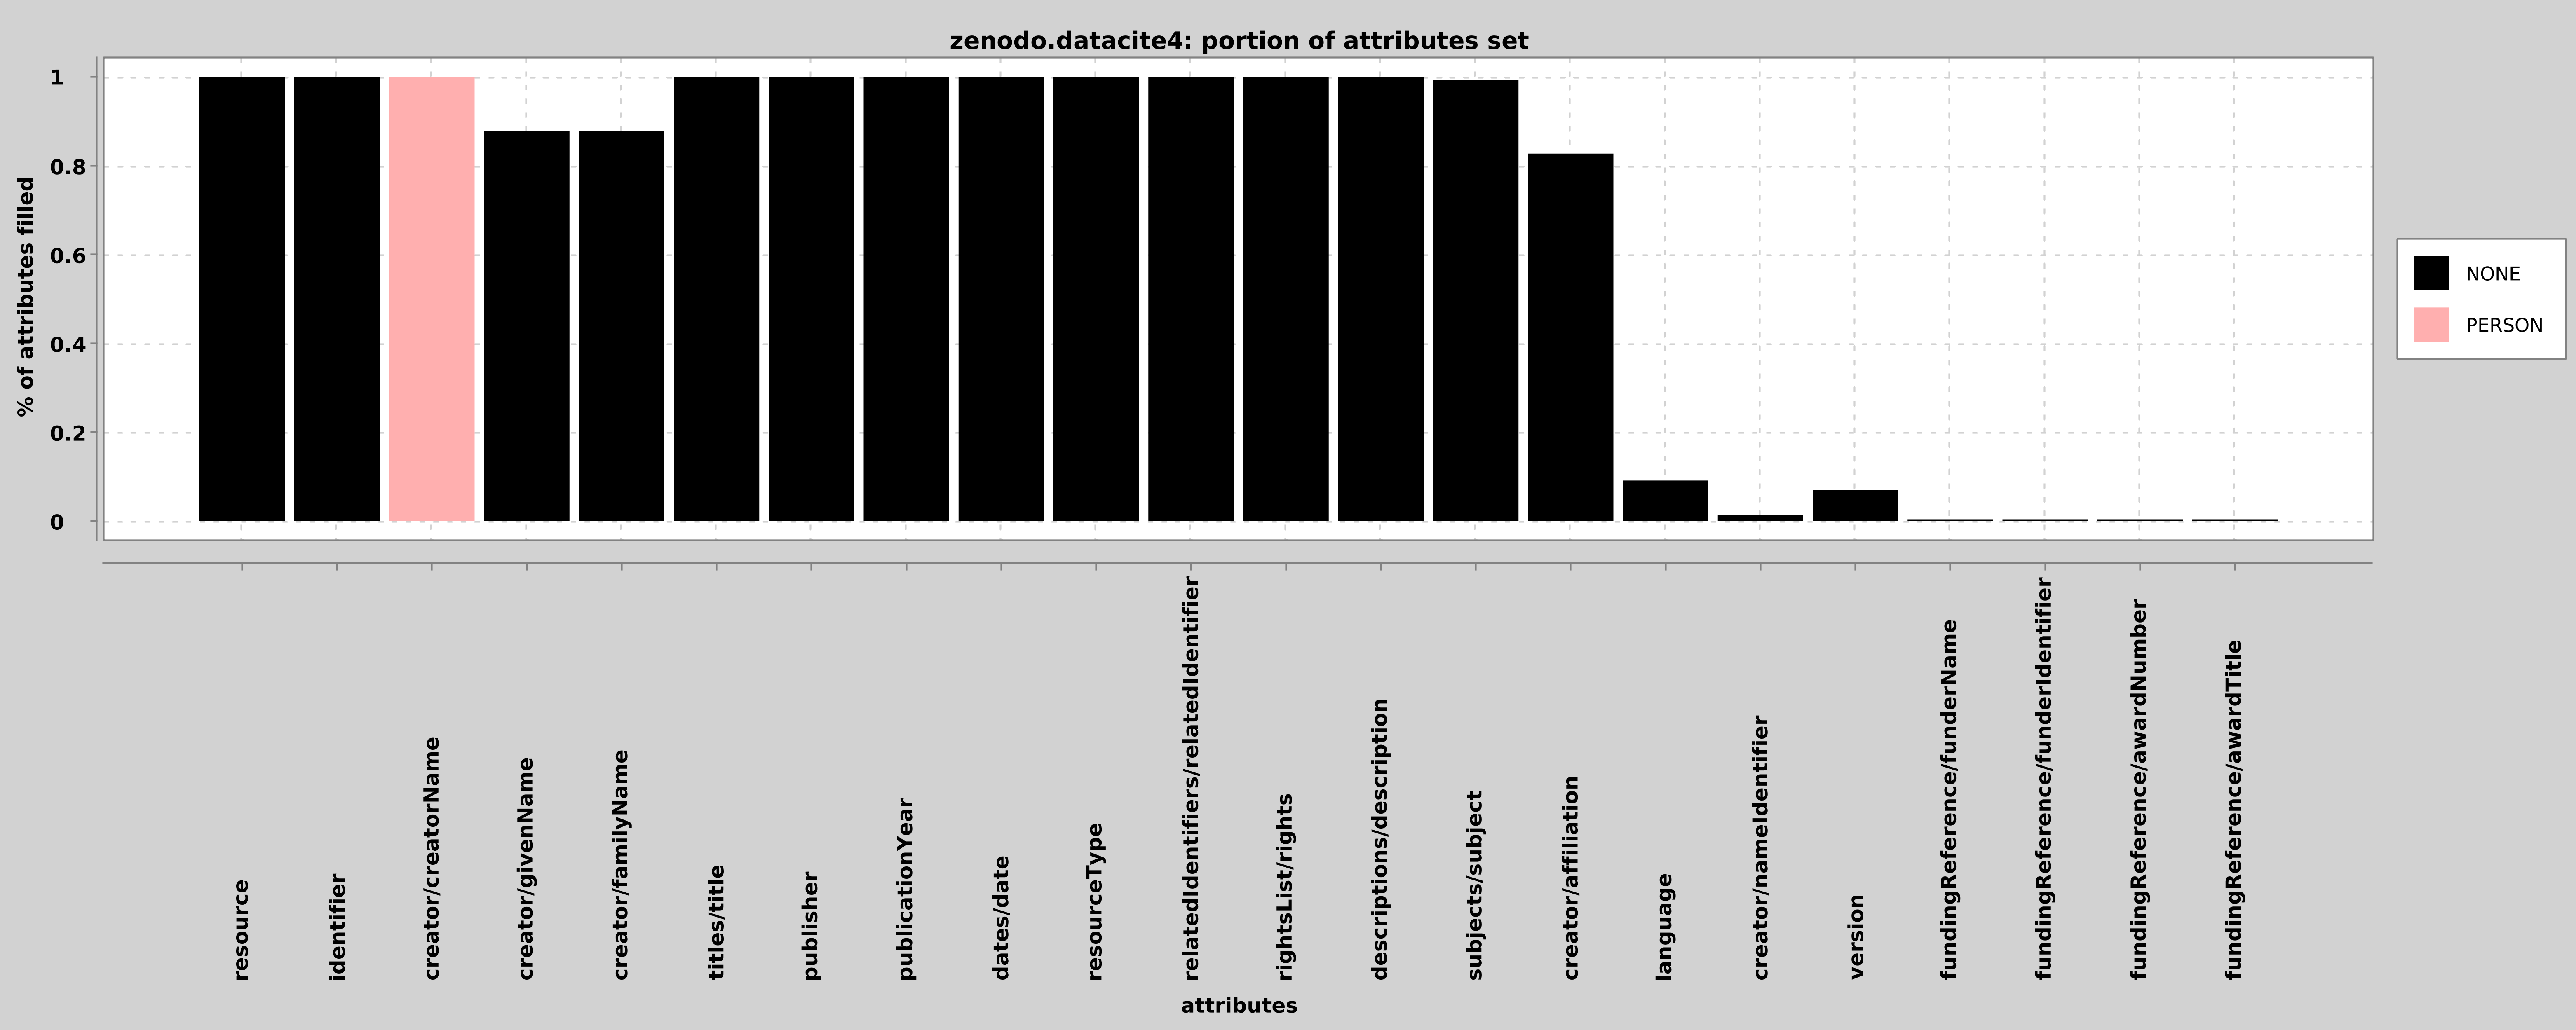 zenodo.datacite4: portion of attributes set
% of attributes filled
1
0.8
0.6
0.4
0.2
0
NONE
PERSON
resource
identifier
creator/creatorName
creator/givenName
creator/familyName
titles/title
publisher
publicationYear
dates/date
resourceType
relatedIdentifiers/relatedIdentifier
rightsList/rights
descriptions/description
subjects/subject
creator/affiliation
language
creator/nameIdentifier
version
fundingReference/funderName
fundingReference/funderIdentifier
fundingReference/awardNumber
fundingReference/awardTitle
attributes